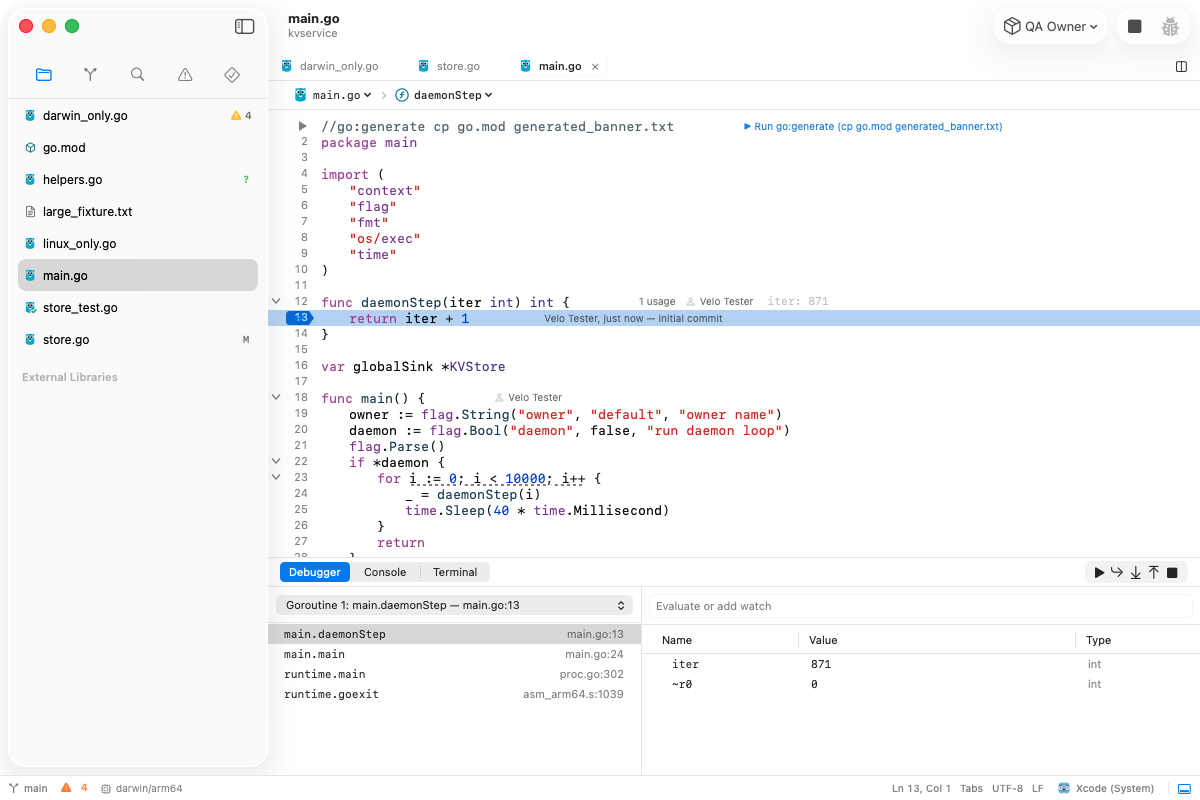 main.go
kvservice
QA Owner
darwin_only.go
store.go
main.go
main.go
daemonStep
darwin_only.go 4
go.mod
helpers.go ?
large_fixture.txt
linux_only.go
main.go
store_test.go
store.go M
External Libraries
//go:generate cp go.mod generated_banner.txt Run go:generate (cp go.mod generated_banner.txt)
2 package main
3
4 import (
5 "context"
6 "flag"
7 "fmt"
8 "os/exec"
9 "time"
10 )
11
12 func daemonStep(iter int) int { 1 usage Velo Tester iter: 871
13 return iter + 1 Velo Tester, just now — initial commit
14 }
15
16 var globalSink *KVStore
17
18 func main() { Velo Tester
19 owner := flag.String("owner", "default", "owner name")
20 daemon := flag.Bool("daemon", false, "run daemon loop")
21 flag.Parse()
22 if *daemon {
23 for i := 0; i < 10000; i++ {
24 _ = daemonStep(i)
25 time.Sleep(40 * time.Millisecond)
26 }
27 return
28 }
Debugger
Console
Terminal
Goroutine 1: main.daemonStep — main.go:13
main.daemonStep main.go:13
main.main main.go:24
runtime.main proc.go:302
runtime.goexit asm_arm64.s:1039
Evaluate or add watch
Name Value Type
iter 871 int
~r0 0 int
main 4 darwin/arm64
Ln 13, Col 1 Tabs UTF-8 LF Xcode (System)